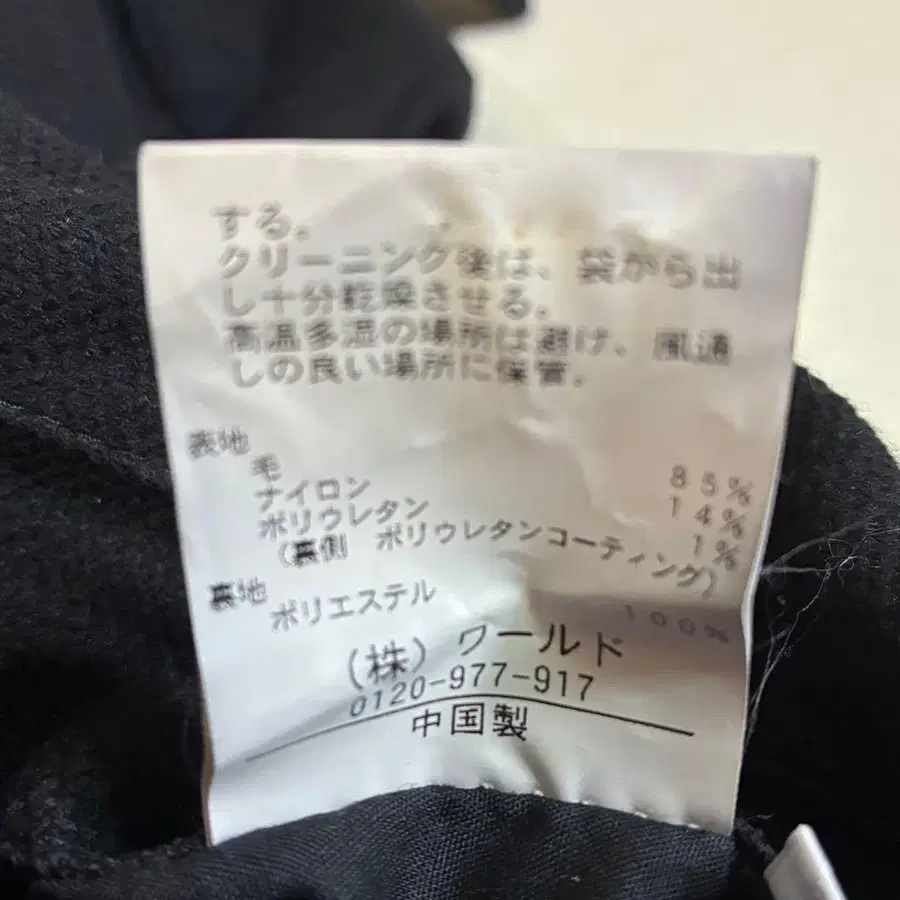 する.
クリーニング後は、袋から出
し十分乾燥させる.
高温多湿の場所は避け、風通
しの良い場所に保管.
表地
毛 85%
ナイロン 14%
ポリウレタン 1%
(裏側 ポリウレタンコーティング)
裏地
ポリエステル 100%
(株) ワールド
0120-977-917
中国製